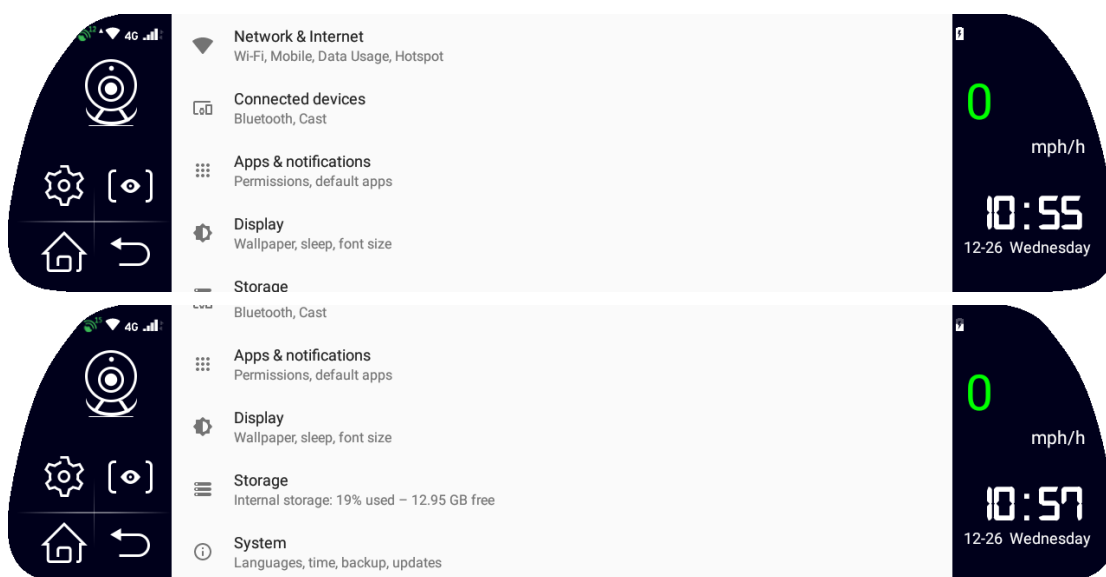 12 4G
Network & Internet
Wi-Fi, Mobile, Data Usage, Hotspot
Connected devices
Bluetooth, Cast
Apps & notifications
Permissions, default apps
Display
Wallpaper, sleep, font size
Storage
0
mph/h
10:55
12-26 Wednesday
4G
Bluetooth, Cast
Apps & notifications
Permissions, default apps
Display
Wallpaper, sleep, font size
Storage
Internal storage: 19% used – 12.95 GB free
System
Languages, time, backup, updates
0
mph/h
10:57
12-26 Wednesday